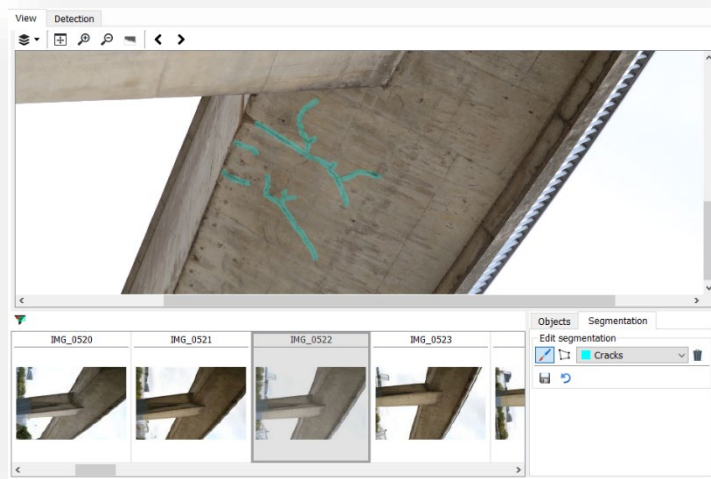 View Detection
IMG_0520 IMG_0521 IMG_0522 IMG_0523
Objects Segmentation
Edit segmentation
Cracks